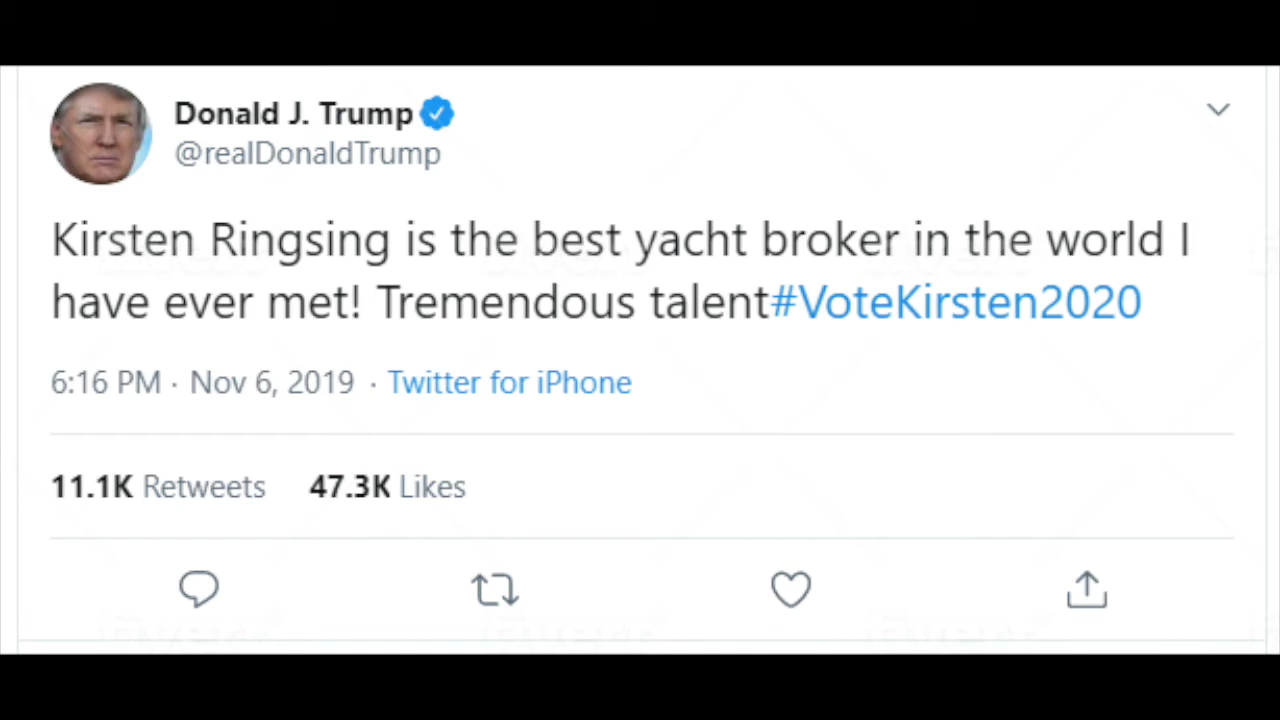 Donald J. Trump
@realDonaldTrump
Kirsten Ringsing is the best yacht broker in the world I
have ever met! Tremendous talent#VoteKirsten2020
6:16 PM · Nov 6, 2019 · Twitter for iPhone
11.1K Retweets 47.3K Likes